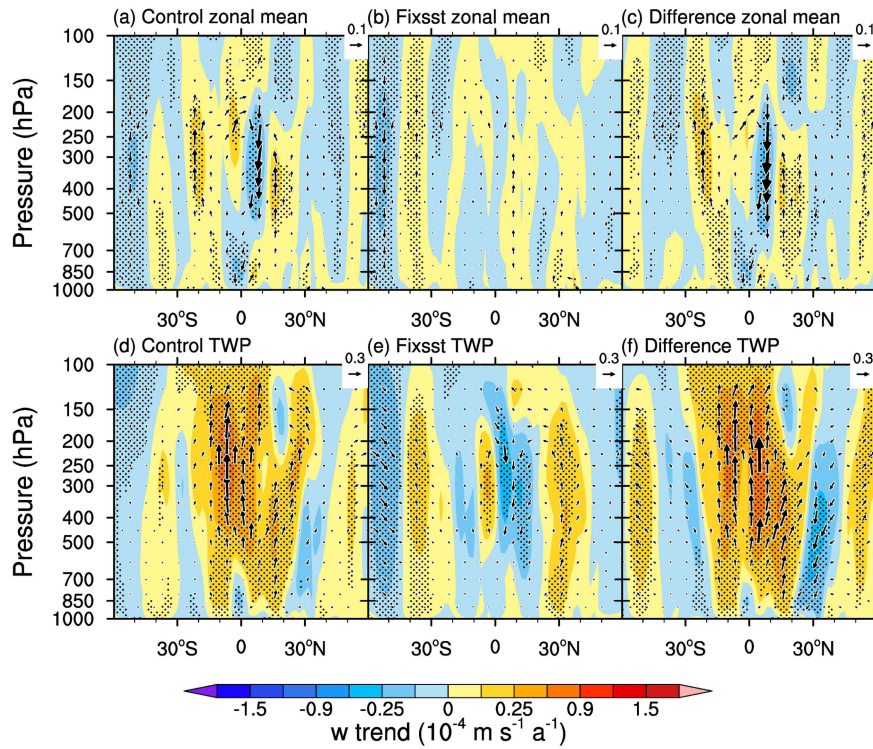 (a) Control zonal mean
(b) Fixsst zonal mean
(c) Difference zonal mean
0.1
0.1
0.1
Pressure (hPa)
100
150
200
250
300
400
500
700
850
1000
30°S
0
30°N
30°S
0
30°N
30°S
0
30°N
(d) Control TWP
(e) Fixsst TWP
(f) Difference TWP
0.3
0.3
0.3
Pressure (hPa)
100
150
200
250
300
400
500
700
850
1000
30°S
0
30°N
30°S
0
30°N
30°S
0
30°N
-1.5 -0.9 -0.25 0 0.25 0.9 1.5
w trend (10⁻⁴ m s⁻¹ a⁻¹)